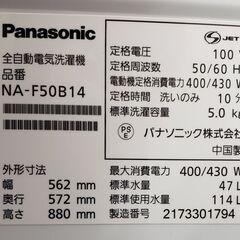 Panasonic
全自動電気洗濯機
品番
NA-F50B14
外形寸法
幅 562 mm
奥行 572 mm
高さ 880 mm
JET
定格電圧 100
定格周波数 50/60 H
電動機定格消費電力 400/430
定格時間 洗いのみ 10
標準洗濯容量 5.0
PS E
パナソニック株式会
中国製
最大消費電力 400/430
標準水量 47 L
標準使用水量 114 L
製造番号 2173301794